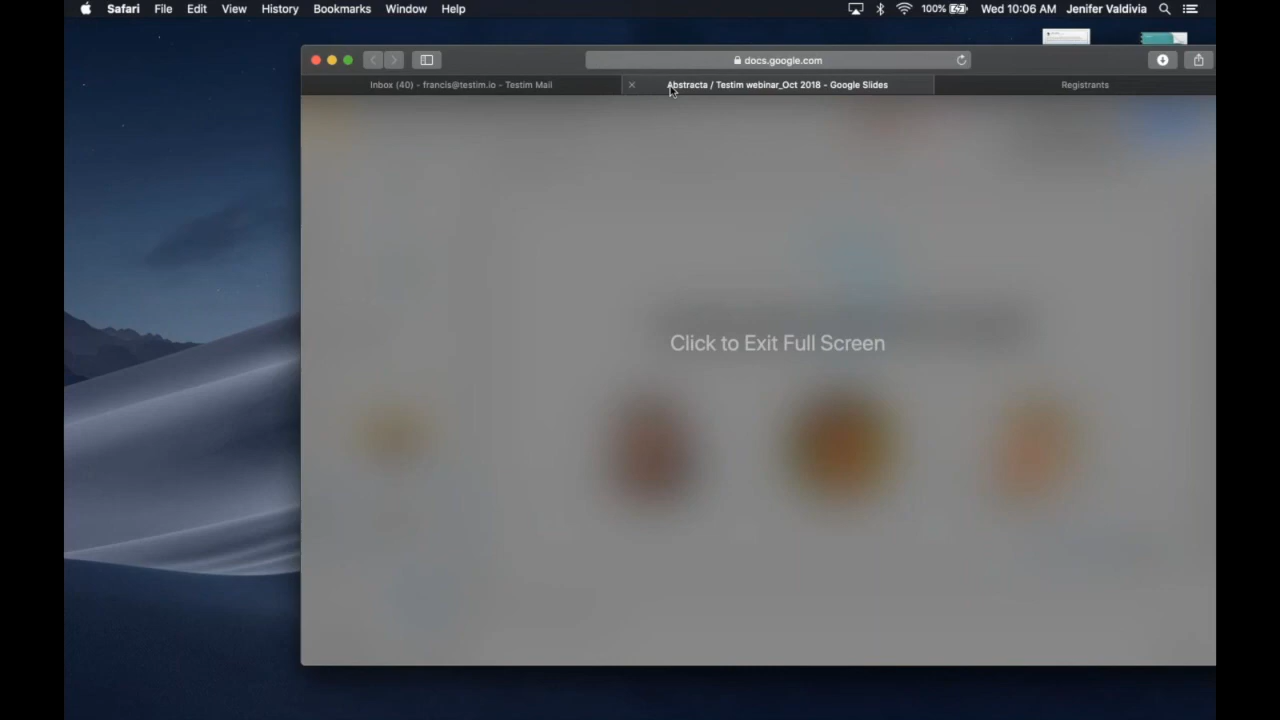 Safari File Edit View History Bookmarks Window Help 100% Wed 10:06 AM Jenifer Valdivia
docs.google.com
Inbox (40) - francis@testim.io - Testim Mail
Abstracta / Testim webinar_Oct 2018 - Google Slides
Registrants
Click to Exit Full Screen